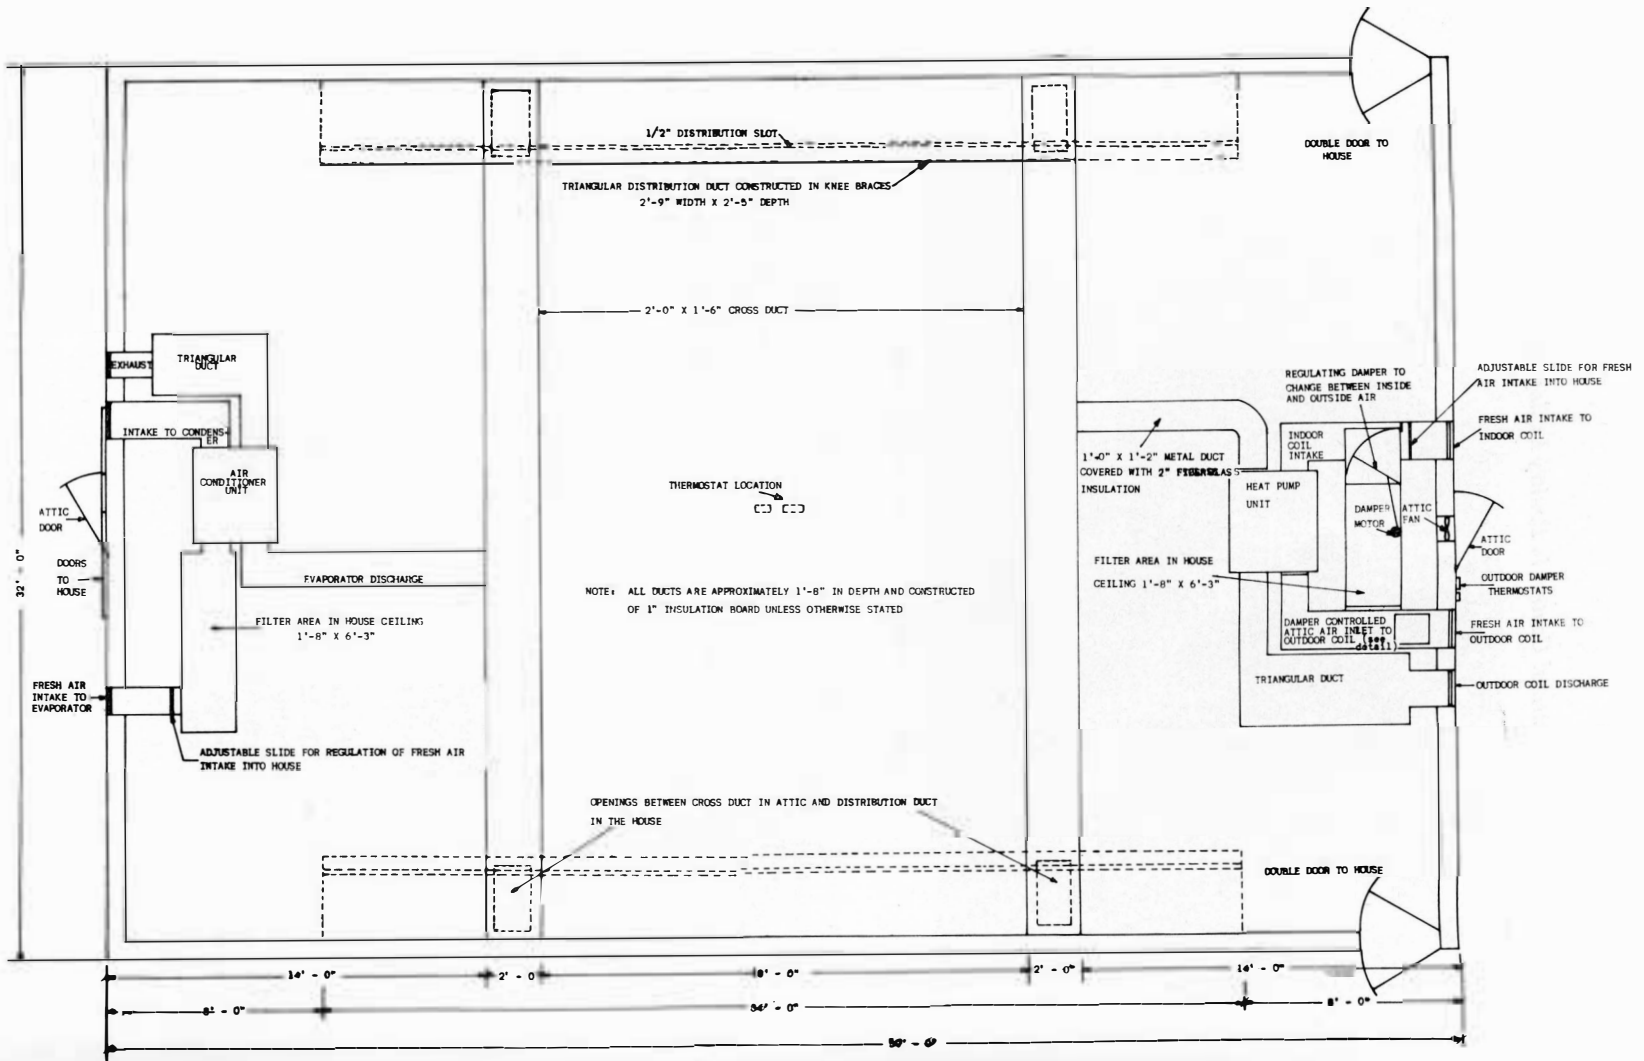 1/2" DISTRIBUTION SLOT
DOUBLE DOOR TO
HOUSE
TRIANGULAR DISTRIBUTION DUCT CONSTRUCTED IN KNEE BRACES
2'-9" WIDTH X 2'-5" DEPTH
2'-0" X 1'-6" CROSS DUCT
EXHAUST
TRIANGULAR
DUCT
INTAKE TO CONDENS-
ER
AIR
CONDITIONER
UNIT
ATTIC
DOOR
DOORS
TO
HOUSE
32' - 0"
EVAPORATOR DISCHARGE
FILTER AREA IN HOUSE CEILING
1'-8" X 6'-3"
FRESH AIR
INTAKE TO
EVAPORATOR
ADJUSTABLE SLIDE FOR REGULATION OF FRESH AIR
INTAKE INTO HOUSE
THERMOSTAT LOCATION
NOTE: ALL DUCTS ARE APPROXIMATELY 1'-8" IN DEPTH AND CONSTRUCTED
OF 1" INSULATION BOARD UNLESS OTHERWISE STATED
OPENINGS BETWEEN CROSS DUCT IN ATTIC AND DISTRIBUTION DUCT
IN THE HOUSE
REGULATING DAMPER TO
CHANGE BETWEEN INSIDE
AND OUTSIDE AIR
ADJUSTABLE SLIDE FOR FRESH
AIR INTAKE INTO HOUSE
FRESH AIR INTAKE TO
INDOOR COIL
INDOOR
COIL
INTAKE
1'-0" X 1'-2" METAL DUCT
COVERED WITH 2" FIBERGLASS
INSULATION
HEAT PUMP
UNIT
DAMPER
MOTOR
ATTIC
FAN
ATTIC
DOOR
FILTER AREA IN HOUSE
CEILING 1'-8" X 6'-3"
OUTDOOR DAMPER
THERMOSTATS
DAMPER CONTROLLED
ATTIC AIR INLET TO
OUTDOOR COIL (see
detail)
FRESH AIR INTAKE TO
OUTDOOR COIL
TRIANGULAR DUCT
OUTDOOR COIL DISCHARGE
DOUBLE DOOR TO HOUSE
14' - 0"
2' - 0
2' - 0"
14' - 0"
8' - 0"
34' - 0"
8' - 0"